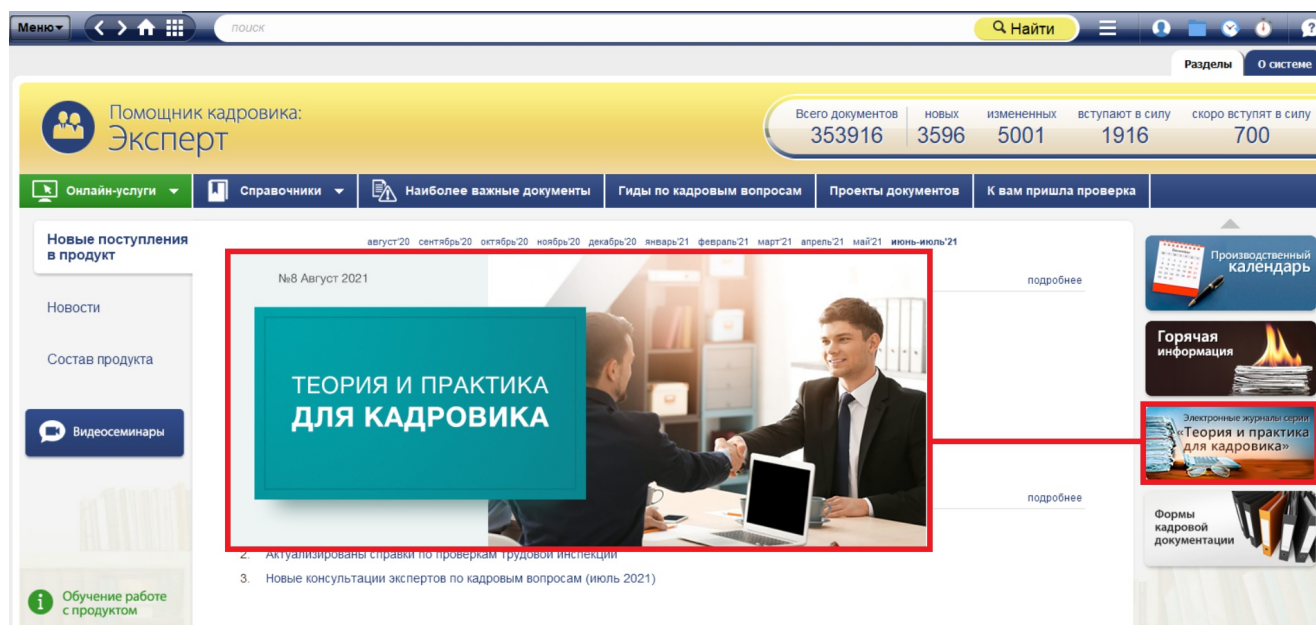 Меню
поиск
Найти
Разделы
О системе
Помощник кадровика:
Эксперт
Всего документов
353916
новых
3596
измененных
5001
вступают в силу
1916
скоро вступят в силу
700
Онлайн-услуги
Справочники
Наиболее важные документы
Гиды по кадровым вопросам
Проекты документов
К вам пришла проверка
Новые поступления
в продукт
Новости
Состав продукта
Видеосеминары
Обучение работе
с продуктом
август'20 сентябрь'20 октябрь'20 ноябрь'20 декабрь'20 январь'21 февраль'21 март'21 апрель'21 май'21 июнь-июль'21
№8 Август 2021
ТЕОРИЯ И ПРАКТИКА
ДЛЯ КАДРОВИКА
подробнее
подробнее
2. Актуализированы справки по проверкам трудовой инспекции
3. Новые консультации экспертов по кадровым вопросам (июль 2021)
Производственный
календарь
Горячая
информация
Электронные журналы серии
«Теория и практика
для кадровика»
Формы
кадровой
документации